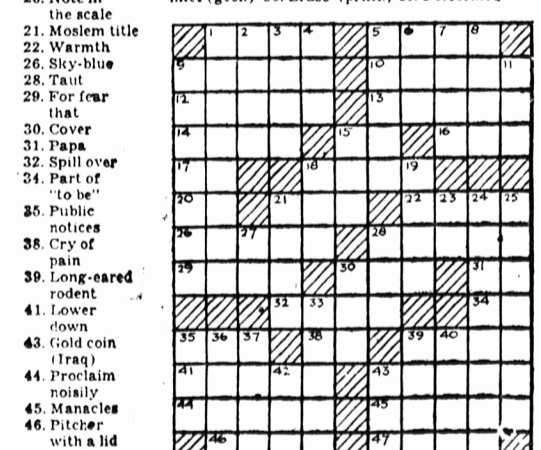 20. Note in
the scale
21. Moslem title
22. Warmth
26. Sky-blue
28. Taut
29. For fear
that
30. Cover
31. Papa
32. Spill over
34. Part of
"to be"
35. Public
notices
38. Cry of
pain
39. Long-eared
rodent
41. Lower
down
43. Gold coin
(Iraq)
44. Proclaim
noisily
45. Manacles
46. Pitcher
with a lid
1 2 3 4 5 6 7 8
9 10 11
12 13
14 15 16
17 18 19
20 21 22 23 24 25
26 27 28
29 30 31
32 33 34
35 36 37 38 39 40
41 42 43
44 45
46 47